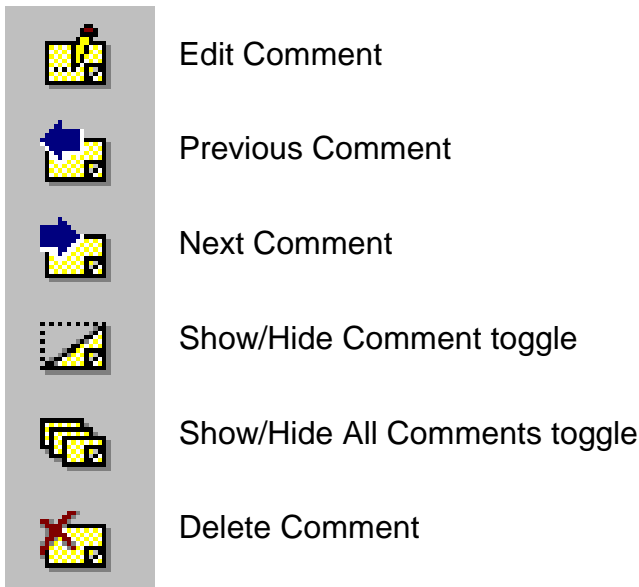 Edit Comment
Previous Comment
Next Comment
Show/Hide Comment toggle
Show/Hide All Comments toggle
Delete Comment